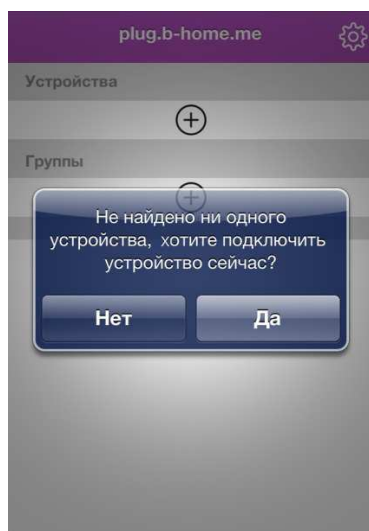 plug.b-home.me
Устройства
Группы
Не найдено ни одного
устройства, хотите подключить
устройство сейчас?
Нет
Да